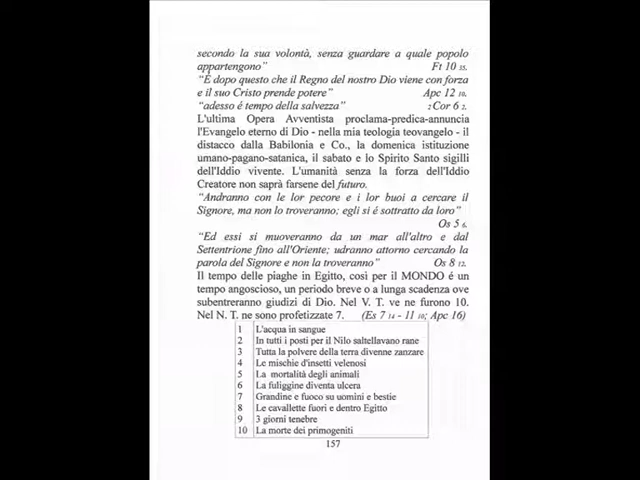 secondo la sua volontà, senza guardare a quale popolo
appartengono" Ft 10 35.
"È dopo questo che il Regno del nostro Dio viene con forza
e il suo Cristo prende potere" Apc 12 10.
"adesso é tempo della salvezza" 2 Cor 6 2.
L'ultima Opera Avventista proclama-predica-annuncia
l'Evangelo eterno di Dio - nella mia teologia teovangelo - il
distacco dalla Babilonia e Co., la domenica istituzione
umano-pagano-satanica, il sabato e lo Spirito Santo sigilli
dell'Iddio vivente. L'umanità senza la forza dell'Iddio
Creatore non saprà farsene del futuro.
"Andranno con le lor pecore e i lor buoi a cercare il
Signore, ma non lo troveranno; egli si é sottratto da loro"
Os 5 6.
"Ed essi si muoveranno da un mar all'altro e dal
Settentrione fino all'Oriente; udranno attorno cercando la
parola del Signore e non la troveranno" Os 8 12.
Il tempo delle piaghe in Egitto, così per il MONDO é un
tempo angoscioso, un periodo breve o a lunga scadenza ove
subentreranno giudizi di Dio. Nel V. T. ve ne furono 10.
Nel N. T. ne sono profetizzate 7. (Es 7 14 - 11 10; Apc 16)
1 L'acqua in sangue
2 In tutti i posti per il Nilo saltellavano rane
3 Tutta la polvere della terra divenne zanzare
4 Le mischie d'insetti velenosi
5 La mortalità degli animali
6 La fuliggine diventa ulcera
7 Grandine e fuoco su uomini e bestie
8 Le cavallette fuori e dentro Egitto
9 3 giorni tenebre
10 La morte dei primogeniti
157